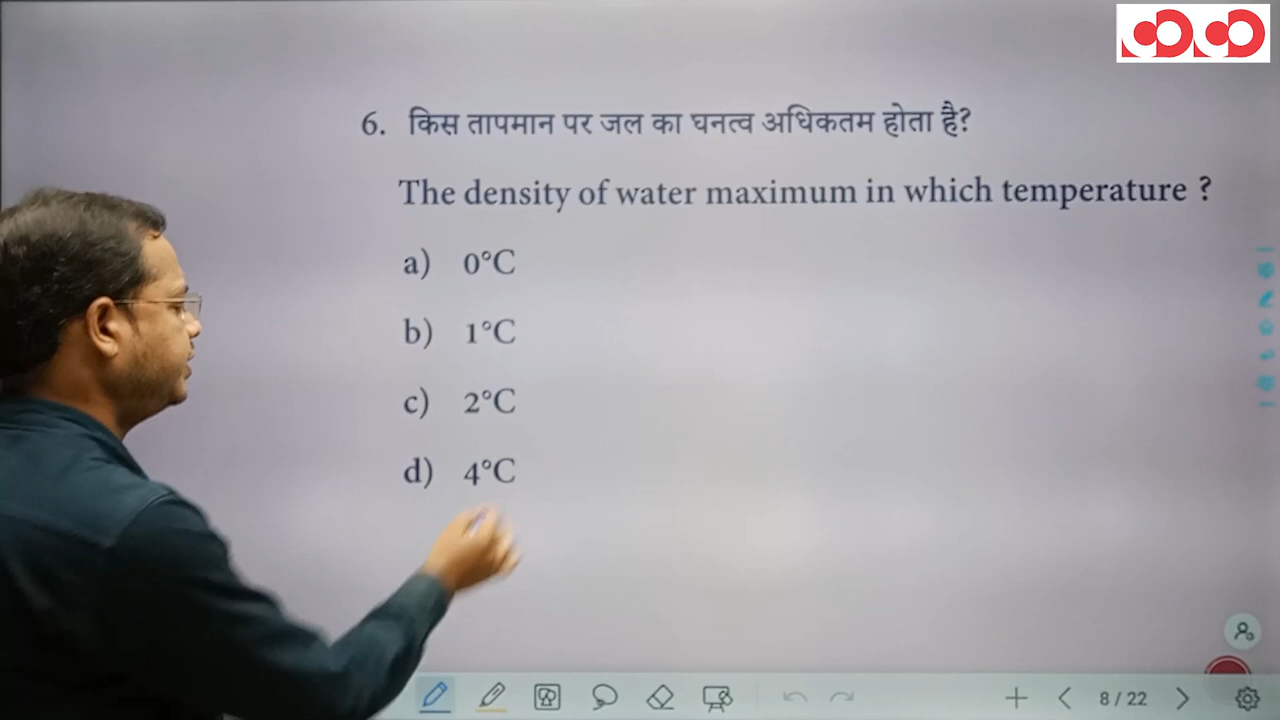 6. किस तापमान पर जल का घनत्व अधिकतम होता है?
The density of water maximum in which temperature ?
a) 0°C
b) 1°C
c) 2°C
d) 4°C
8 / 22